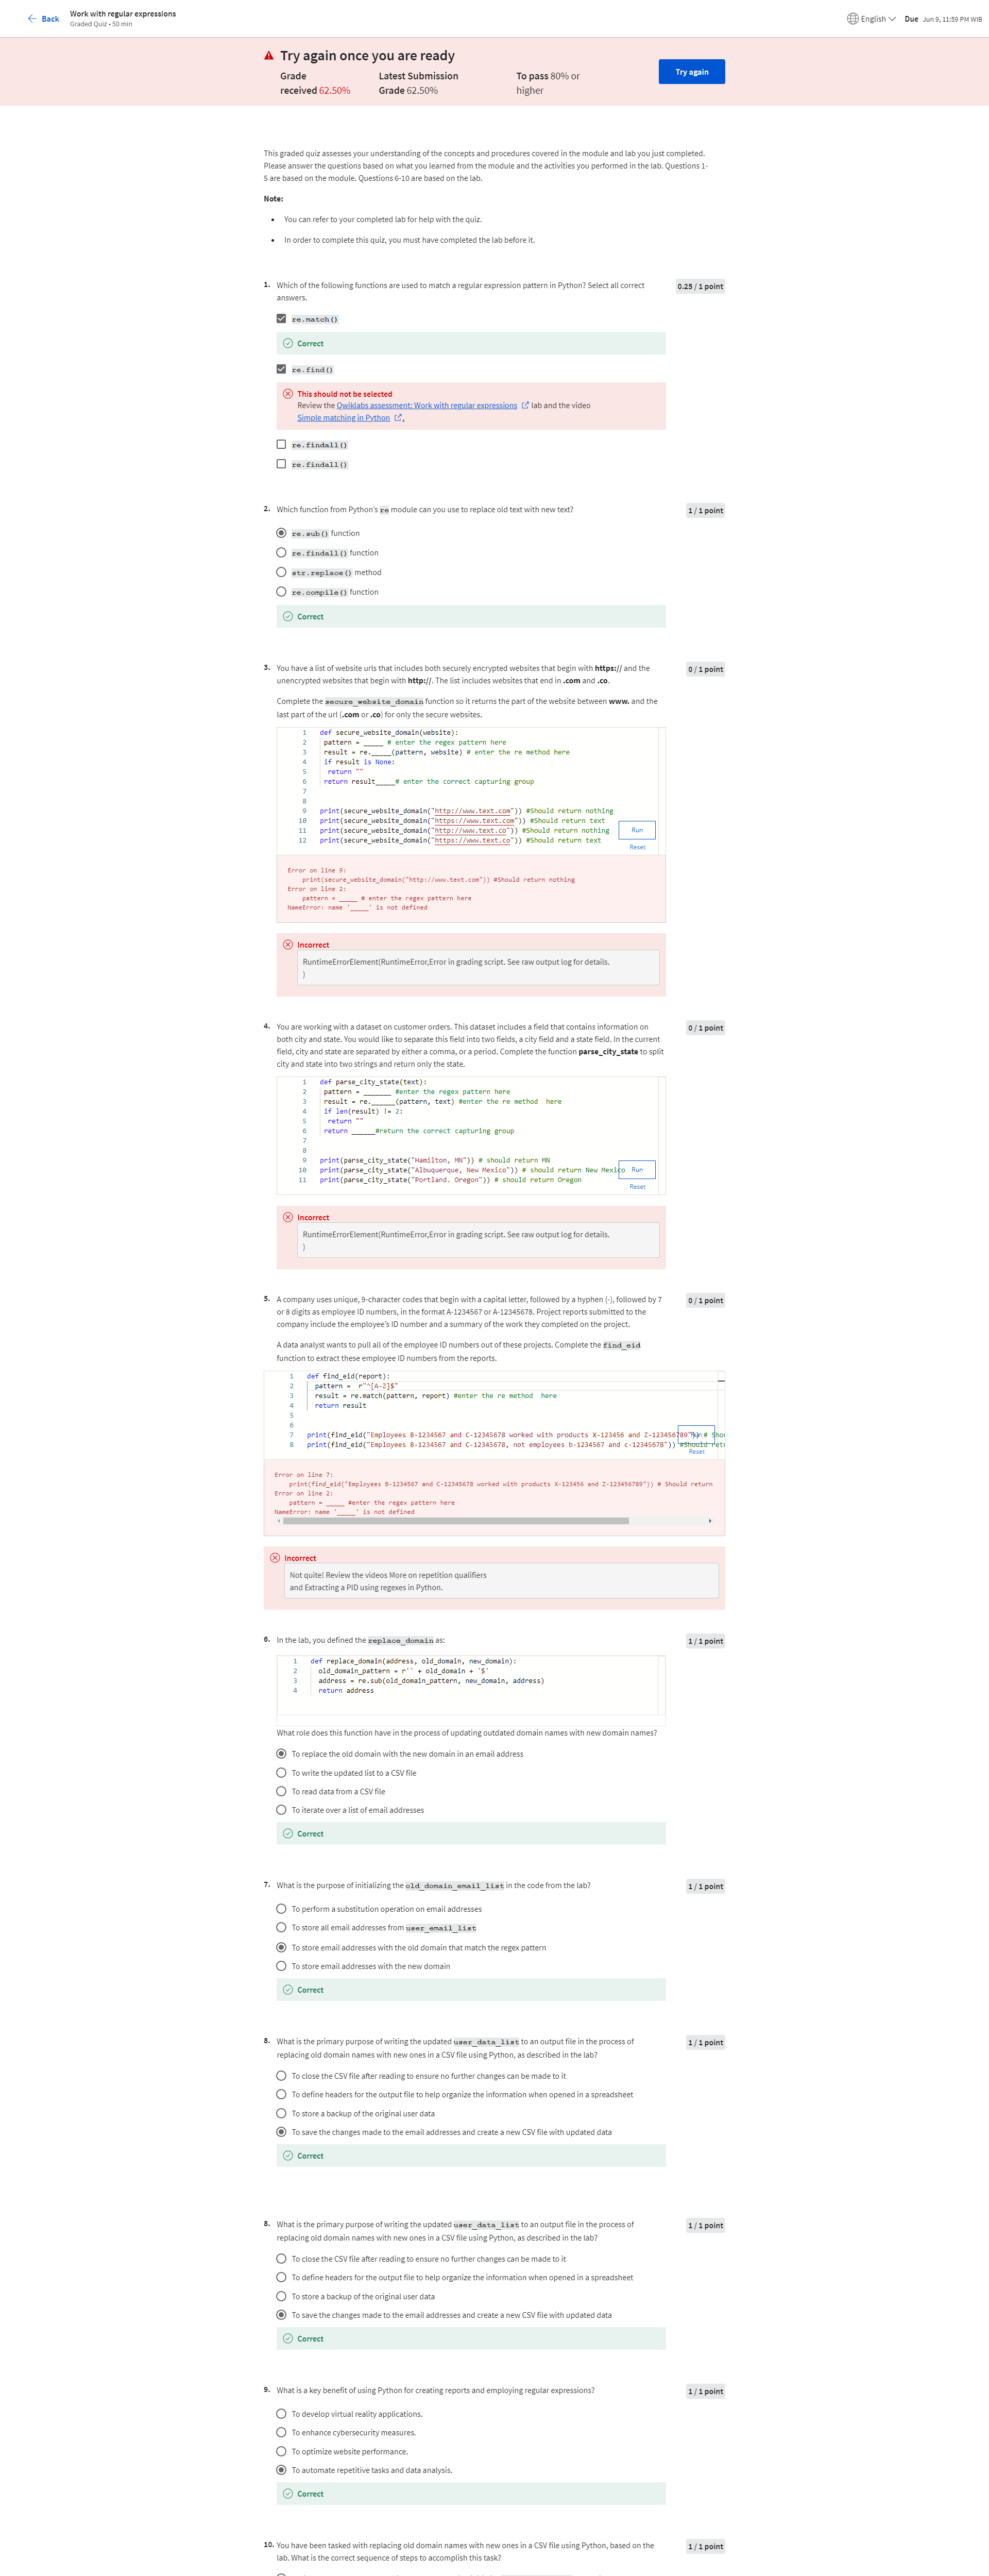 Back
Work with regular expressions
Graded Quiz • 50 min
English
Due Jun 9, 11:59 PM WIB
Try again once you are ready
Grade
received 62.50%
Latest Submission
Grade 62.50%
To pass 80% or
higher
Try again
This graded quiz assesses your understanding of the concepts and procedures covered in the module and lab you just completed.
Please answer the questions based on what you learned from the module and the activities you performed in the lab. Questions 1-
5 are based on the module. Questions 6-10 are based on the lab.
Note:
• You can refer to your completed lab for help with the quiz.
• In order to complete this quiz, you must have completed the lab before it.
1. Which of the following functions are used to match a regular expression pattern in Python? Select all correct
answers.
0.25 / 1 point
re.match()
Correct
re.find()
This should not be selected
Review the Qwiklabs assessment: Work with regular expressions lab and the video
Simple matching in Python .
re.findall()
re.findall()
2. Which function from Python's re module can you use to replace old text with new text?
1 / 1 point
re.sub() function
re.findall() function
str.replace() method
re.compile() function
Correct
3. You have a list of website urls that includes both securely encrypted websites that begin with https:// and the
unencrypted websites that begin with http://. The list includes websites that end in .com and .co.
0 / 1 point
Complete the secure_website_domain function so it returns the part of the website between www. and the
last part of the url (.com or .co) for only the secure websites.
1 def secure_website_domain(website):
2 pattern = _____ # enter the regex pattern here
3 result = re._____(pattern, website) # enter the re method here
4 if result is None:
5 return ""
6 return result_____# enter the correct capturing group
7
8
9 print(secure_website_domain("http://www.text.com")) #Should return nothing
10 print(secure_website_domain("https://www.text.com")) #Should return text
11 print(secure_website_domain("http://www.text.co")) #Should return nothing
12 print(secure_website_domain("https://www.text.co")) #Should return text
Run
Reset
Error on line 9:
print(secure_website_domain("http://www.text.com")) #Should return nothing
Error on line 2:
pattern = _____ # enter the regex pattern here
NameError: name '_____' is not defined
Incorrect
RuntimeErrorElement(RuntimeError,Error in grading script. See raw output log for details.
)
4. You are working with a dataset on customer orders. This dataset includes a field that contains information on
both city and state. You would like to separate this field into two fields, a city field and a state field. In the current
field, city and state are separated by either a comma, or a period. Complete the function parse_city_state to split
city and state into two strings and return only the state.
0 / 1 point
1 def parse_city_state(text):
2 pattern = _______ #enter the regex pattern here
3 result = re.______(pattern, text) #enter the re method  here
4 if len(result) != 2:
5 return ""
6 return ______#return the correct capturing group
7
8
9 print(parse_city_state("Hamilton, MN")) # should return MN
10 print(parse_city_state("Albuquerque, New Mexico")) # should return New Mexico
11 print(parse_city_state("Portland. Oregon")) # should return Oregon
Run
Reset
Incorrect
RuntimeErrorElement(RuntimeError,Error in grading script. See raw output log for details.
)
5. A company uses unique, 9-character codes that begin with a capital letter, followed by a hyphen (-), followed by 7
or 8 digits as employee ID numbers, in the format A-1234567 or A-12345678. Project reports submitted to the
company include the employee's ID number and a summary of the work they completed on the project.
0 / 1 point
A data analyst wants to pull all of the employee ID numbers out of these projects. Complete the find_eid
function to extract these employee ID numbers from the reports.
1 def find_eid(report):
2 pattern =  r"^[A-Z]$"
3 result = re.match(pattern, report) #enter the re method  here
4 return result
5
6
7 print(find_eid("Employees B-1234567 and C-12345678 worked with products X-123456 and Z-123456789")) # Shou
8 print(find_eid("Employees B-1234567 and C-12345678, not employees b-1234567 and c-12345678")) #Should retu
Run
Reset
Error on line 7:
print(find_eid("Employees B-1234567 and C-12345678 worked with products X-123456 and Z-123456789")) # Should return
Error on line 2:
pattern = _____ #enter the regex pattern here
NameError: name '_____' is not defined
Incorrect
Not quite! Review the videos More on repetition qualifiers
and Extracting a PID using regexes in Python.
6. In the lab, you defined the replace_domain as:
1 / 1 point
1 def replace_domain(address, old_domain, new_domain):
2 old_domain_pattern = r'' + old_domain + '$'
3 address = re.sub(old_domain_pattern, new_domain, address)
4 return address
What role does this function have in the process of updating outdated domain names with new domain names?
To replace the old domain with the new domain in an email address
To write the updated list to a CSV file
To read data from a CSV file
To iterate over a list of email addresses
Correct
7. What is the purpose of initializing the old_domain_email_list in the code from the lab?
1 / 1 point
To perform a substitution operation on email addresses
To store all email addresses from user_email_list
To store email addresses with the old domain that match the regex pattern
To store email addresses with the new domain
Correct
8. What is the primary purpose of writing the updated user_data_list to an output file in the process of
replacing old domain names with new ones in a CSV file using Python, as described in the lab?
1 / 1 point
To close the CSV file after reading to ensure no further changes can be made to it
To define headers for the output file to help organize the information when opened in a spreadsheet
To store a backup of the original user data
To save the changes made to the email addresses and create a new CSV file with updated data
Correct
8. What is the primary purpose of writing the updated user_data_list to an output file in the process of
replacing old domain names with new ones in a CSV file using Python, as described in the lab?
1 / 1 point
To close the CSV file after reading to ensure no further changes can be made to it
To define headers for the output file to help organize the information when opened in a spreadsheet
To store a backup of the original user data
To save the changes made to the email addresses and create a new CSV file with updated data
Correct
9. What is a key benefit of using Python for creating reports and employing regular expressions?
1 / 1 point
To develop virtual reality applications.
To enhance cybersecurity measures.
To optimize website performance.
To automate repetitive tasks and data analysis.
Correct
10. You have been tasked with replacing old domain names with new ones in a CSV file using Python, based on the
lab. What is the correct sequence of steps to accomplish this task?
1 / 1 point